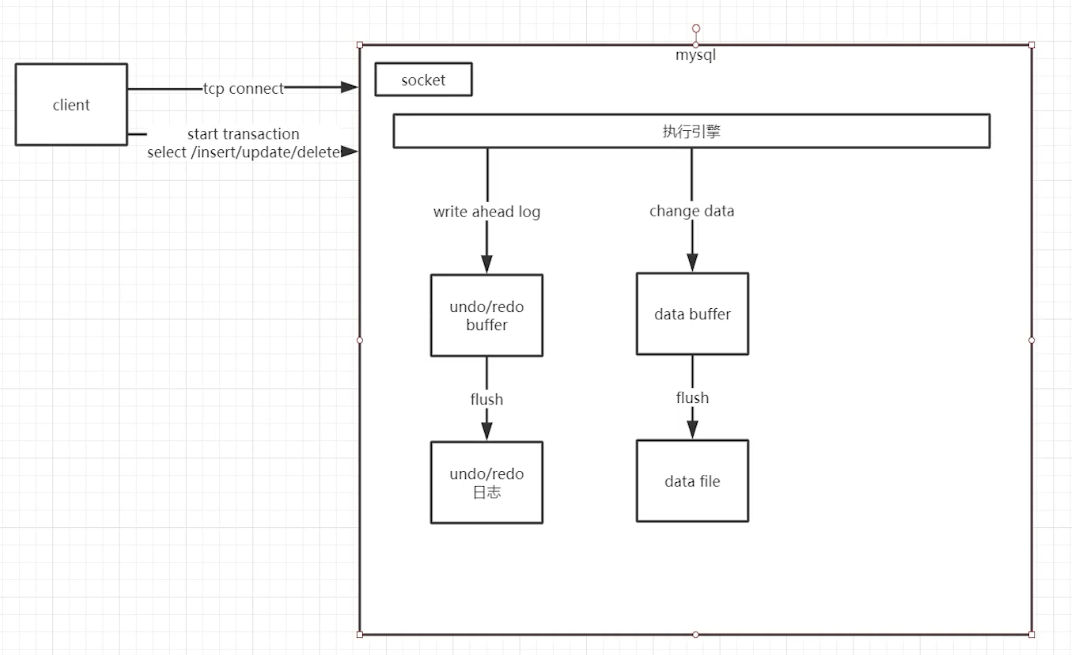 mysql
socket
client
tcp connect
start transaction
select /insert/update/delete
执行引擎
write ahead log
change data
undo/redo
buffer
data buffer
flush
flush
undo/redo
日志
data file